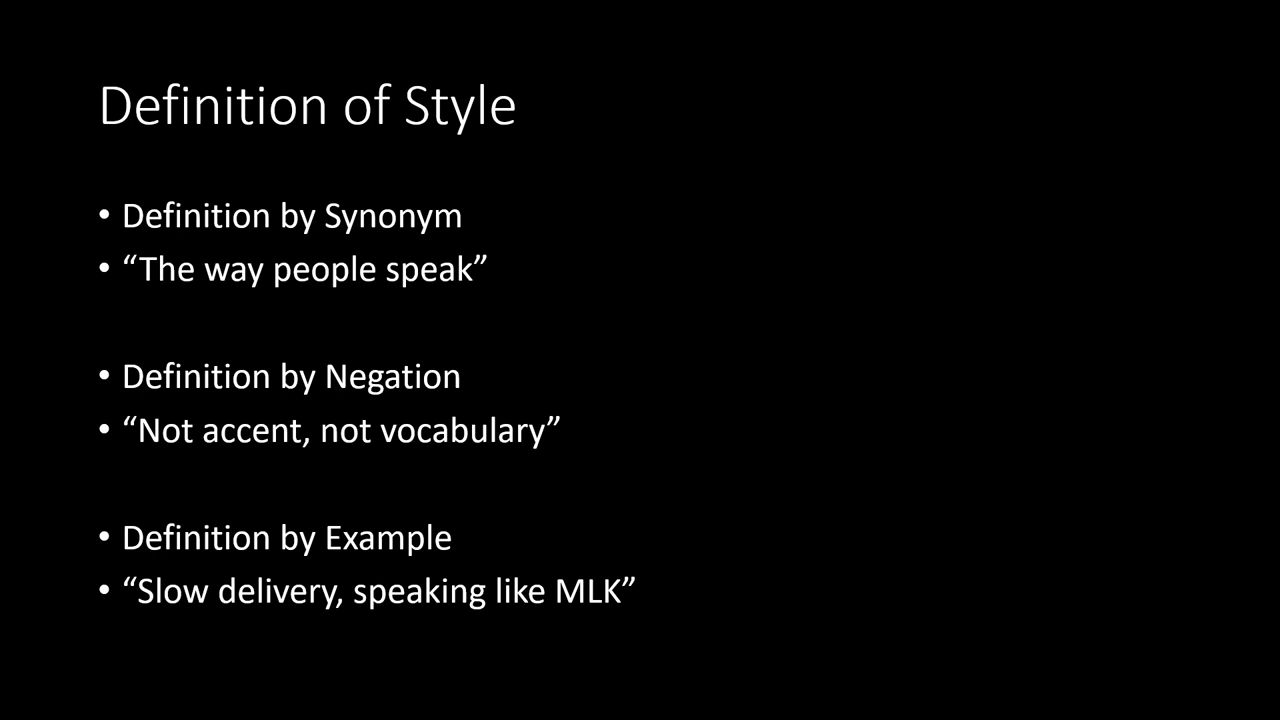 Definition of Style
• Definition by Synonym
• “The way people speak”
• Definition by Negation
• “Not accent, not vocabulary”
• Definition by Example
• “Slow delivery, speaking like MLK”